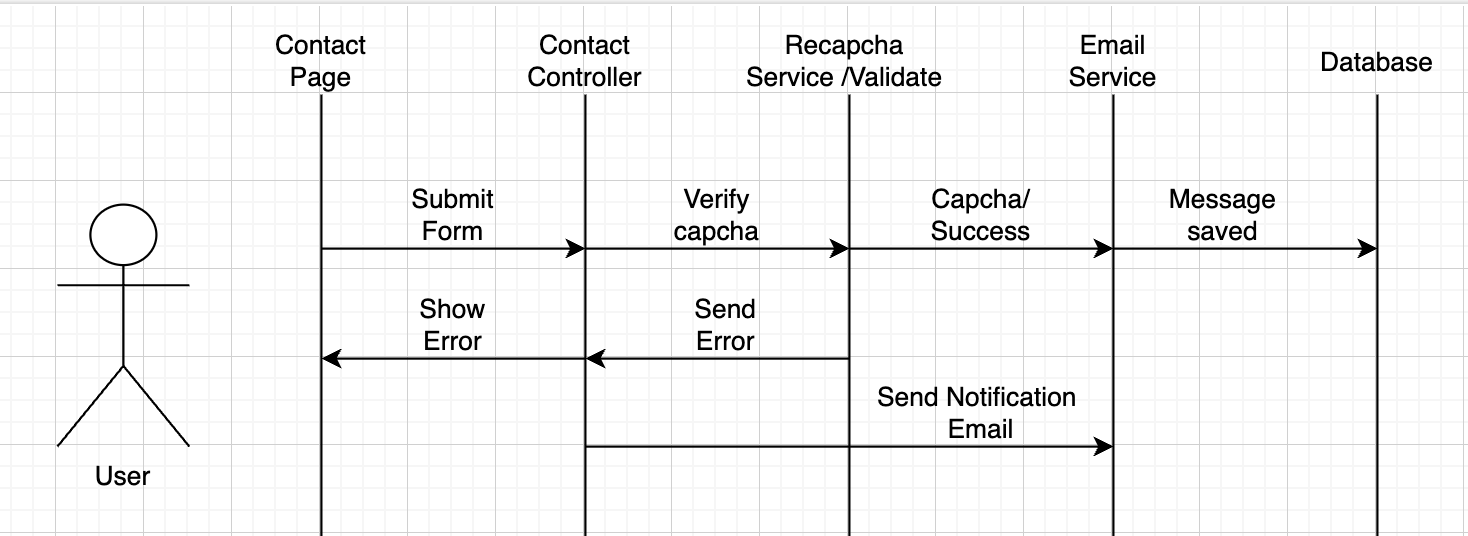 Contact
Page
Contact
Controller
Recapcha
Service /Validate
Email
Service
Database
Submit
Form
Verify
capcha
Capcha/
Success
Message
saved
Show
Error
Send
Error
Send Notification
Email
User